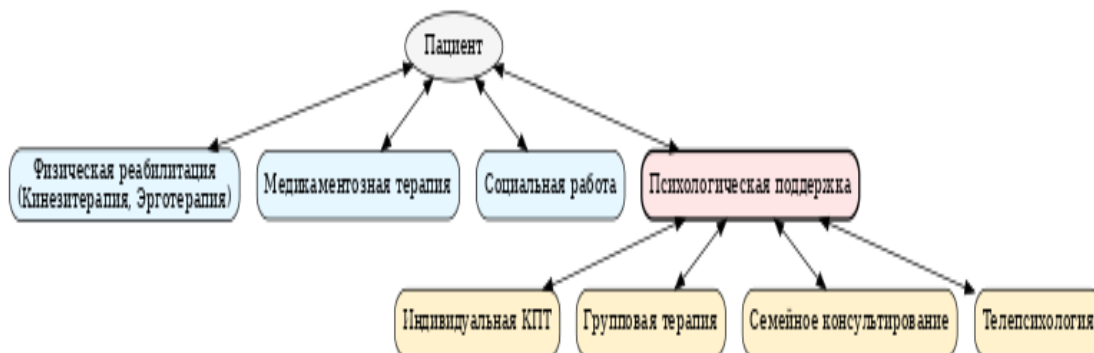 Пациент
Физическая реабилитация
(Кинезитерапия, Эрготерапия)
Медикаментозная терапия
Социальная работа
Психологическая поддержка
Индивидуальная КПТ
Групповая терапия
Семейное консультирование
Телепсихология